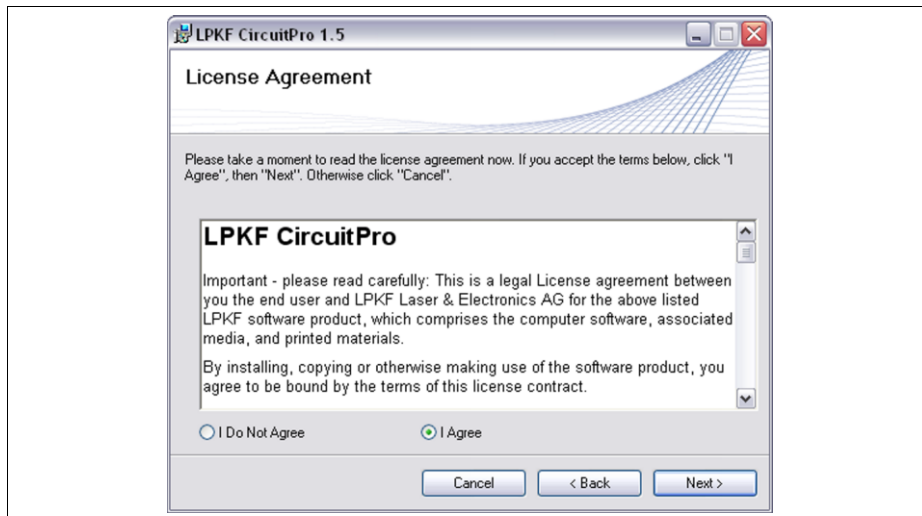 LPKF CircuitPro 1.5
License Agreement
Please take a moment to read the license agreement now. If you accept the terms below, click "I
Agree", then "Next". Otherwise click "Cancel".
LPKF CircuitPro
Important - please read carefully: This is a legal License agreement between
you the end user and LPKF Laser & Electronics AG for the above listed
LPKF software product, which comprises the computer software, associated
media, and printed materials.
By installing, copying or otherwise making use of the software product, you
agree to be bound by the terms of this license contract.
I Do Not Agree
I Agree
Cancel
< Back
Next >